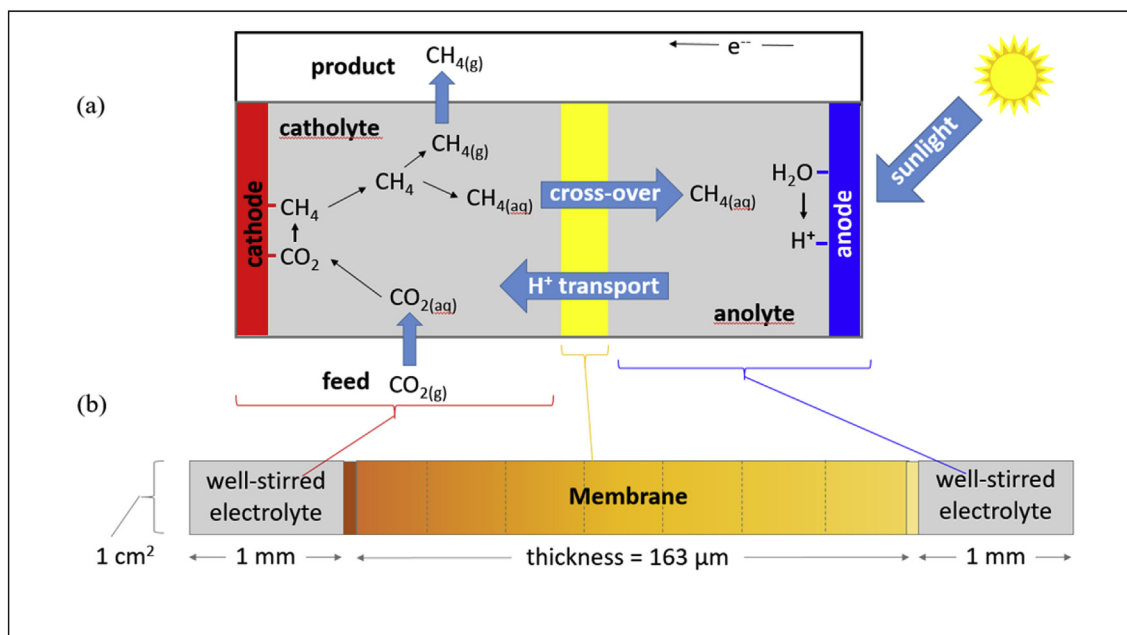 (a)
product
CH4(g)
e--
catholyte
CH4(g)
CH4
CH4(aq)
cross-over
CH4(aq)
H2O
H+
anode
sunlight
cathode
CH4
CO2
CO2(aq)
H+ transport
anolyte
feed
CO2(g)
(b)
well-stirred
electrolyte
Membrane
well-stirred
electrolyte
1 cm2
1 mm
thickness = 163 µm
1 mm